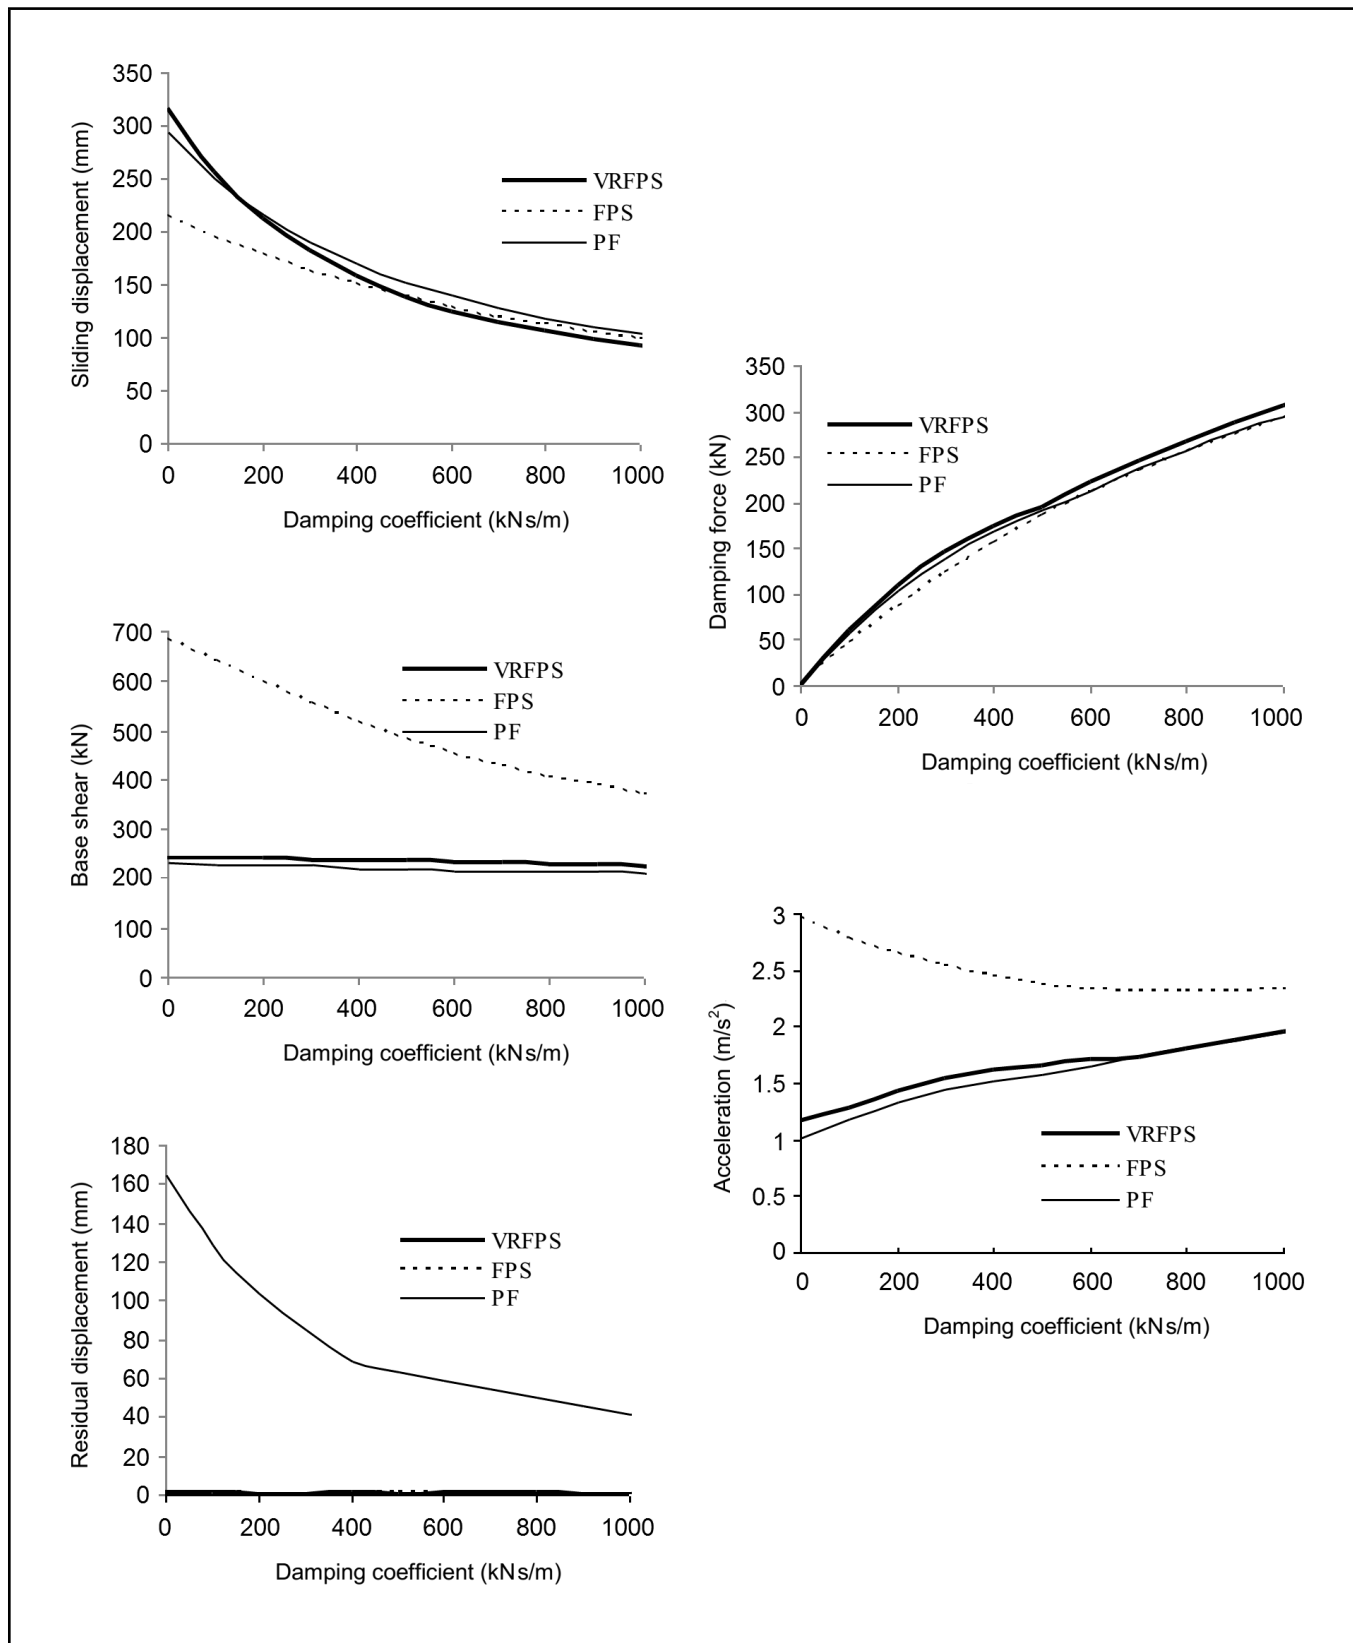 350
300
250
200
150
100
50
0
Sliding displacement (mm)
VRFPS
FPS
PF
0 200 400 600 800 1000
Damping coefficient (kNs/m)
350
300
250
200
150
100
50
0
Damping force (kN)
VRFPS
FPS
PF
0 200 400 600 800 1000
Damping coefficient (kNs/m)
700
600
500
400
300
200
100
0
Base shear (kN)
VRFPS
FPS
PF
0 200 400 600 800 1000
Damping coefficient (kNs/m)
3
2.5
2
1.5
1
0.5
0
Acceleration (m/s²)
VRFPS
FPS
PF
0 200 400 600 800 1000
Damping coefficient (kNs/m)
180
160
140
120
100
80
60
40
20
0
Residual displacement (mm)
VRFPS
FPS
PF
0 200 400 600 800 1000
Damping coefficient (kNs/m)